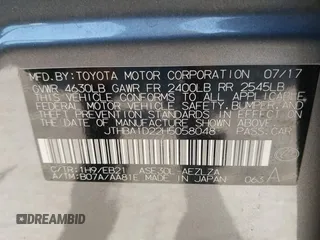 MFD.BY: TOYOTA MOTOR CORPORATION 07/17
GVWR 4630LB GAWR FR 2400LB RR 2545LB
THIS VEHICLE CONFORMS TO ALL APPLICABLE
FEDERAL MOTOR VEHICLE SAFETY, BUMPER, AND
THEFT PREVENTION STANDARDS IN EFFECT ON
THE DATE OF MANUFACTURE SHOWN ABOVE.
JTHBA1D22H5058048 PASS.CAR
C/TR:1H9/EB21 ASE30L-AEZLZA
A/TM:B07A/AA81E MADE IN JAPAN 063A
DREAMBID